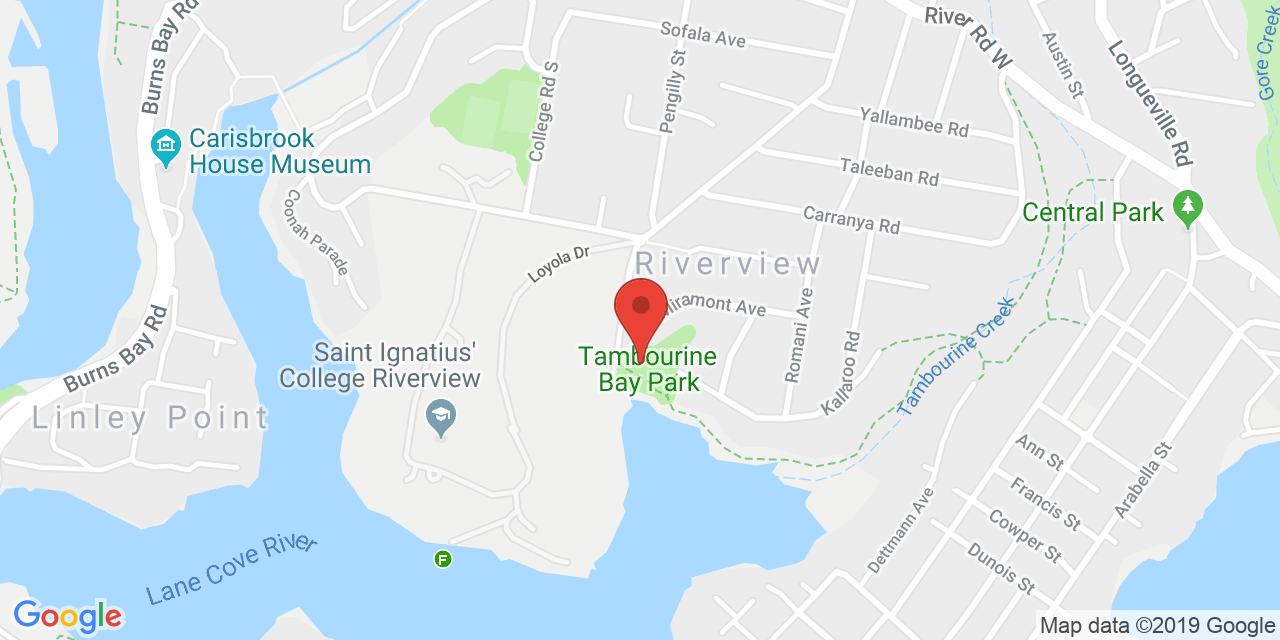 Burns Bay Rd
Sofala Ave
River Rd W
Austin St
Longueville Rd
Gore Creek
College Rd S
Pengilly St
Yallambee Rd
Carisbrook
House Museum
Taleeban Rd
Coonah Parade
Carranya Rd
Central Park
Loyola Dr
Riverview
Miramont Ave
Romani Ave
Kallaroo Rd
Tambourine Creek
Burns Bay Rd
Saint Ignatius'
College Riverview
Tambourine
Bay Park
Linley Point
Ann St
Arabella St
Francis St
Cowper St
Dunois St
Dettmann Ave
Lane Cove River
F
Google
Map data ©2019 Google